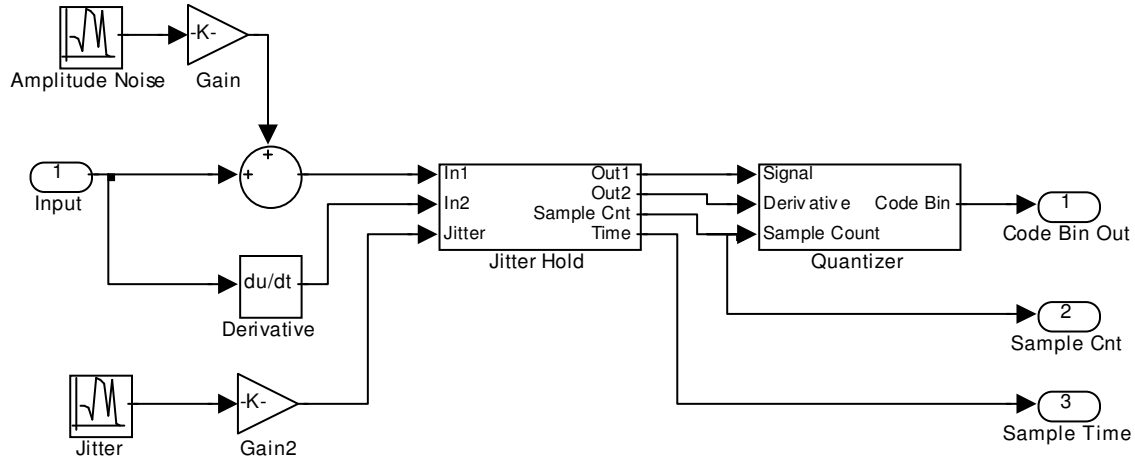 -K-
Amplitude Noise
Gain
+
1
In1
Out1
Signal
+
Out2
1
Input
In2
Derivative
Code Bin
Sample Cnt
Jitter
Time
Sample Count
Code Bin Out
Jitter Hold
Quantizer
du/dt
2
Derivative
Sample Cnt
-K-
3
Jitter
Gain2
Sample Time